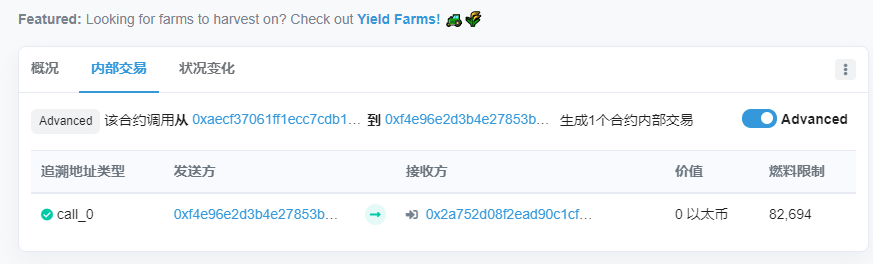 Featured: Looking for farms to harvest on? Check out Yield Farms!
概况 内部交易 状况变化
Advanced 该合约调用从 0xaecf37061ff1ecc7cdb1... 到 0xf4e96e2d3b4e27853b... 生成1个合约内部交易 Advanced
追溯地址类型 发送方 接收方 价值 燃料限制
call_0 0xf4e96e2d3b4e27853b... 0x2a752d08f2ead90c1cf... 0 以太币 82,694